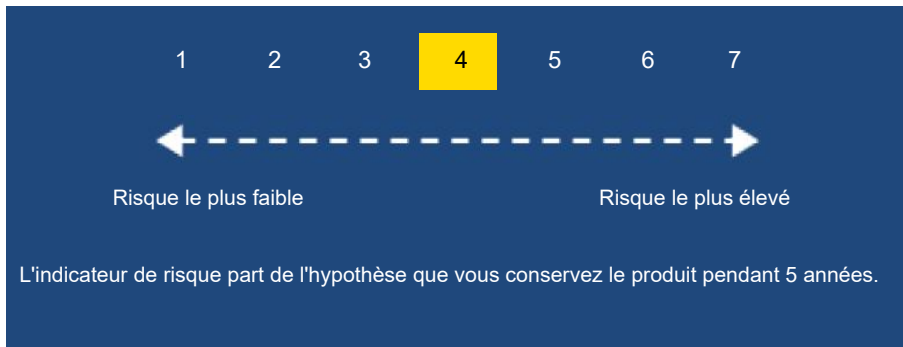 1 2 3 4 5 6 7
Risque le plus faible Risque le plus élevé
L'indicateur de risque part de l'hypothèse que vous conservez le produit pendant 5 années.